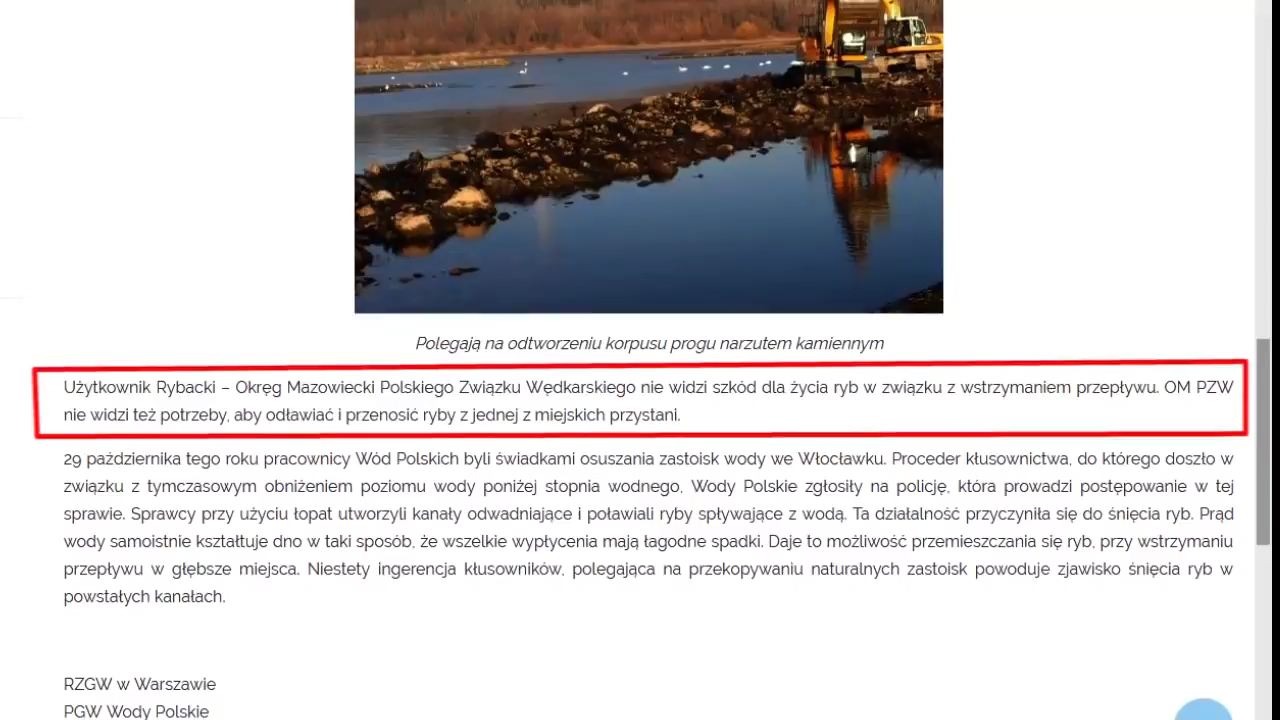 Polegają na odtworzeniu korpusu progu narzutem kamiennym
Użytkownik Rybacki – Okręg Mazowiecki Polskiego Związku Wędkarskiego nie widzi szkód dla życia ryb w związku z wstrzymaniem przepływu. OM PZW
nie widzi też potrzeby, aby odławiać i przenosić ryby z jednej z miejskich przystani.
29 października tego roku pracownicy Wód Polskich byli świadkami osuszania zastoisk wody we Włocławku. Proceder kłusownictwa, do którego doszło w
związku z tymczasowym obniżeniem poziomu wody poniżej stopnia wodnego, Wody Polskie zgłosiły na policję, która prowadzi postępowanie w tej
sprawie. Sprawcy przy użyciu łopat utworzyli kanały odwadniające i poławiali ryby spływające z wodą. Ta działalność przyczyniła się do śnięcia ryb. Prąd
wody samoistnie kształtuje dno w taki sposób, że wszelkie wypłycenia mają łagodne spadki. Daje to możliwość przemieszczania się ryb, przy wstrzymaniu
przepływu w głębsze miejsca. Niestety ingerencja kłusowników, polegająca na przekopywaniu naturalnych zastoisk powoduje zjawisko śnięcia ryb w
powstałych kanałach.
RZGW w Warszawie
PGW Wody Polskie